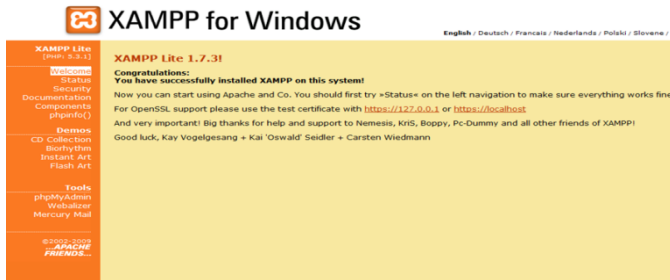 XAMPP for Windows
English / Deutsch / Francais / Nederlands / Polski / Slovene /
XAMPP Lite
[PHP: 5.3.1]
Welcome
Status
Security
Documentation
Components
phpinfo()
Demos
CD Collection
Biorhythm
Instant Art
Flash Art
Tools
phpMyAdmin
Webalizer
Mercury Mail
©2002-2009
...APACHE
FRIENDS...
XAMPP Lite 1.7.3!
Congratulations:
You have successfully installed XAMPP on this system!
Now you can start using Apache and Co. You should first try »Status« on the left navigation to make sure everything works fine
For OpenSSL support please use the test certificate with https://127.0.0.1 or https://localhost
And very important! Big thanks for help and support to Nemesis, KriS, Boppy, Pc-Dummy and all other friends of XAMPP!
Good luck, Kay Vogelgesang + Kai 'Oswald' Seidler + Carsten Wiedmann